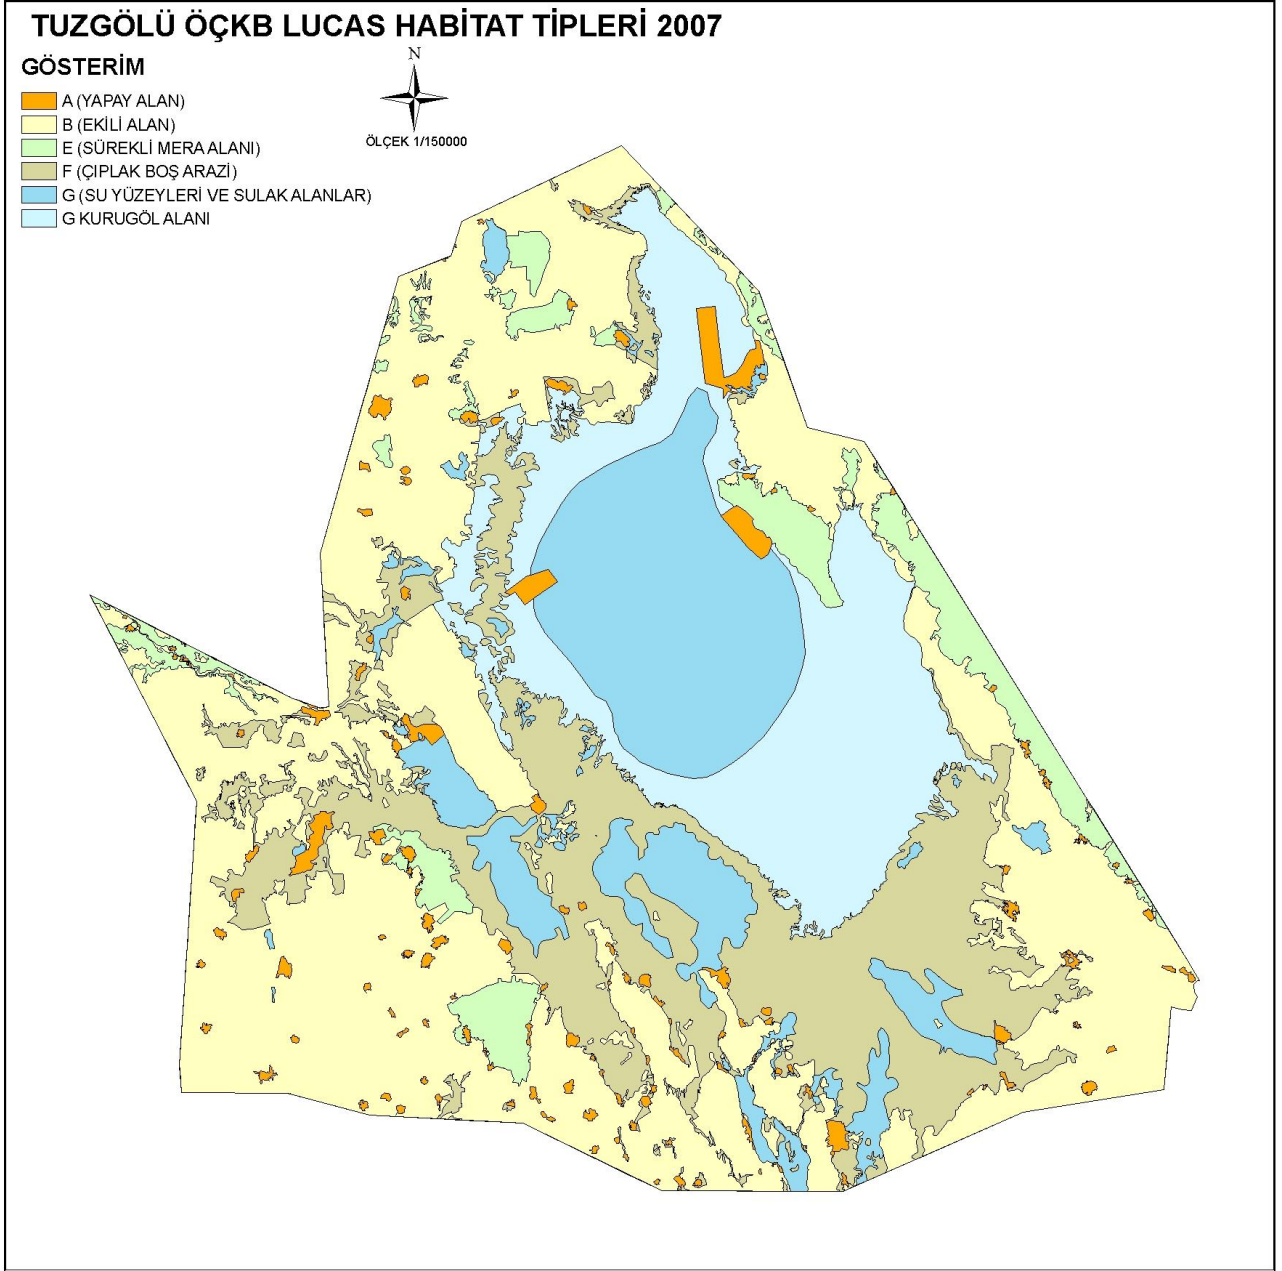 TUZGÖLÜ ÖÇKB LUCAS HABİTAT TİPLERİ 2007
GÖSTERİM
N
A (YAPAY ALAN)
B (EKİLİ ALAN)
ÖLÇEK 1/150000
E (SÜREKLİ MERA ALANI)
F (ÇIPLAK BOŞ ARAZİ)
G (SU YÜZEYLERİ VE SULAK ALANLAR)
G KURUGÖL ALANI